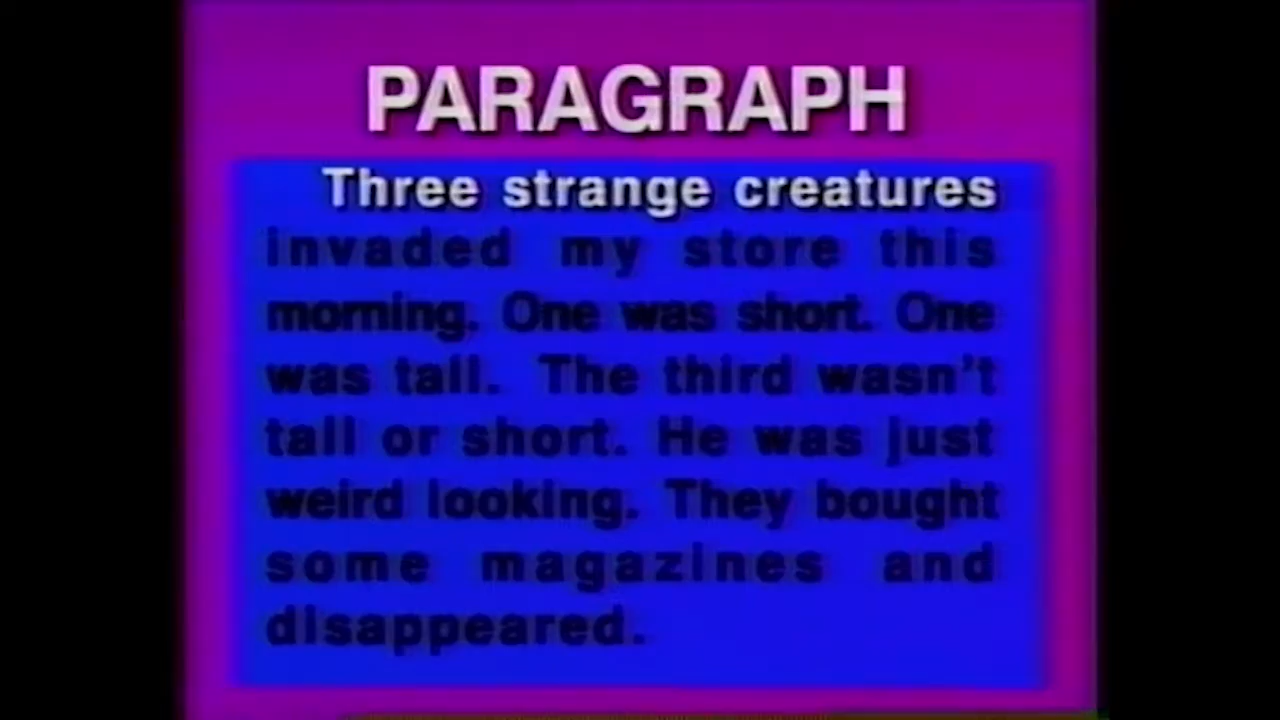 PARAGRAPH
Three strange creatures
invaded my store this
morning. One was short. One
was tall. The third wasn't
tall or short. He was just
weird looking. They bought
some magazines and
disappeared.